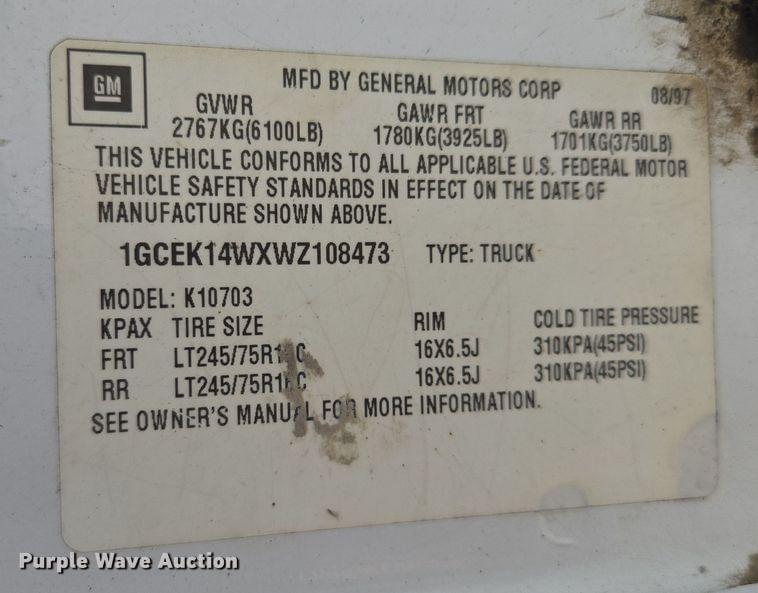 GM
MFD BY GENERAL MOTORS CORP 08/97
GVWR GAWR FRT GAWR RR
2767KG(6100LB) 1780KG(3925LB) 1701KG(3750LB)
THIS VEHICLE CONFORMS TO ALL APPLICABLE U.S. FEDERAL MOTOR
VEHICLE SAFETY STANDARDS IN EFFECT ON THE DATE OF
MANUFACTURE SHOWN ABOVE.
1GCEK14WXWZ108473 TYPE: TRUCK
MODEL: K10703
KPAX TIRE SIZE RIM COLD TIRE PRESSURE
FRT 16X6.5J 310KPA(45PSI)
RR 16X6.5J 310KPA(45PSI)
SEE OWNER'S MANUAL FOR MORE INFORMATION.
Purple Wave Auction